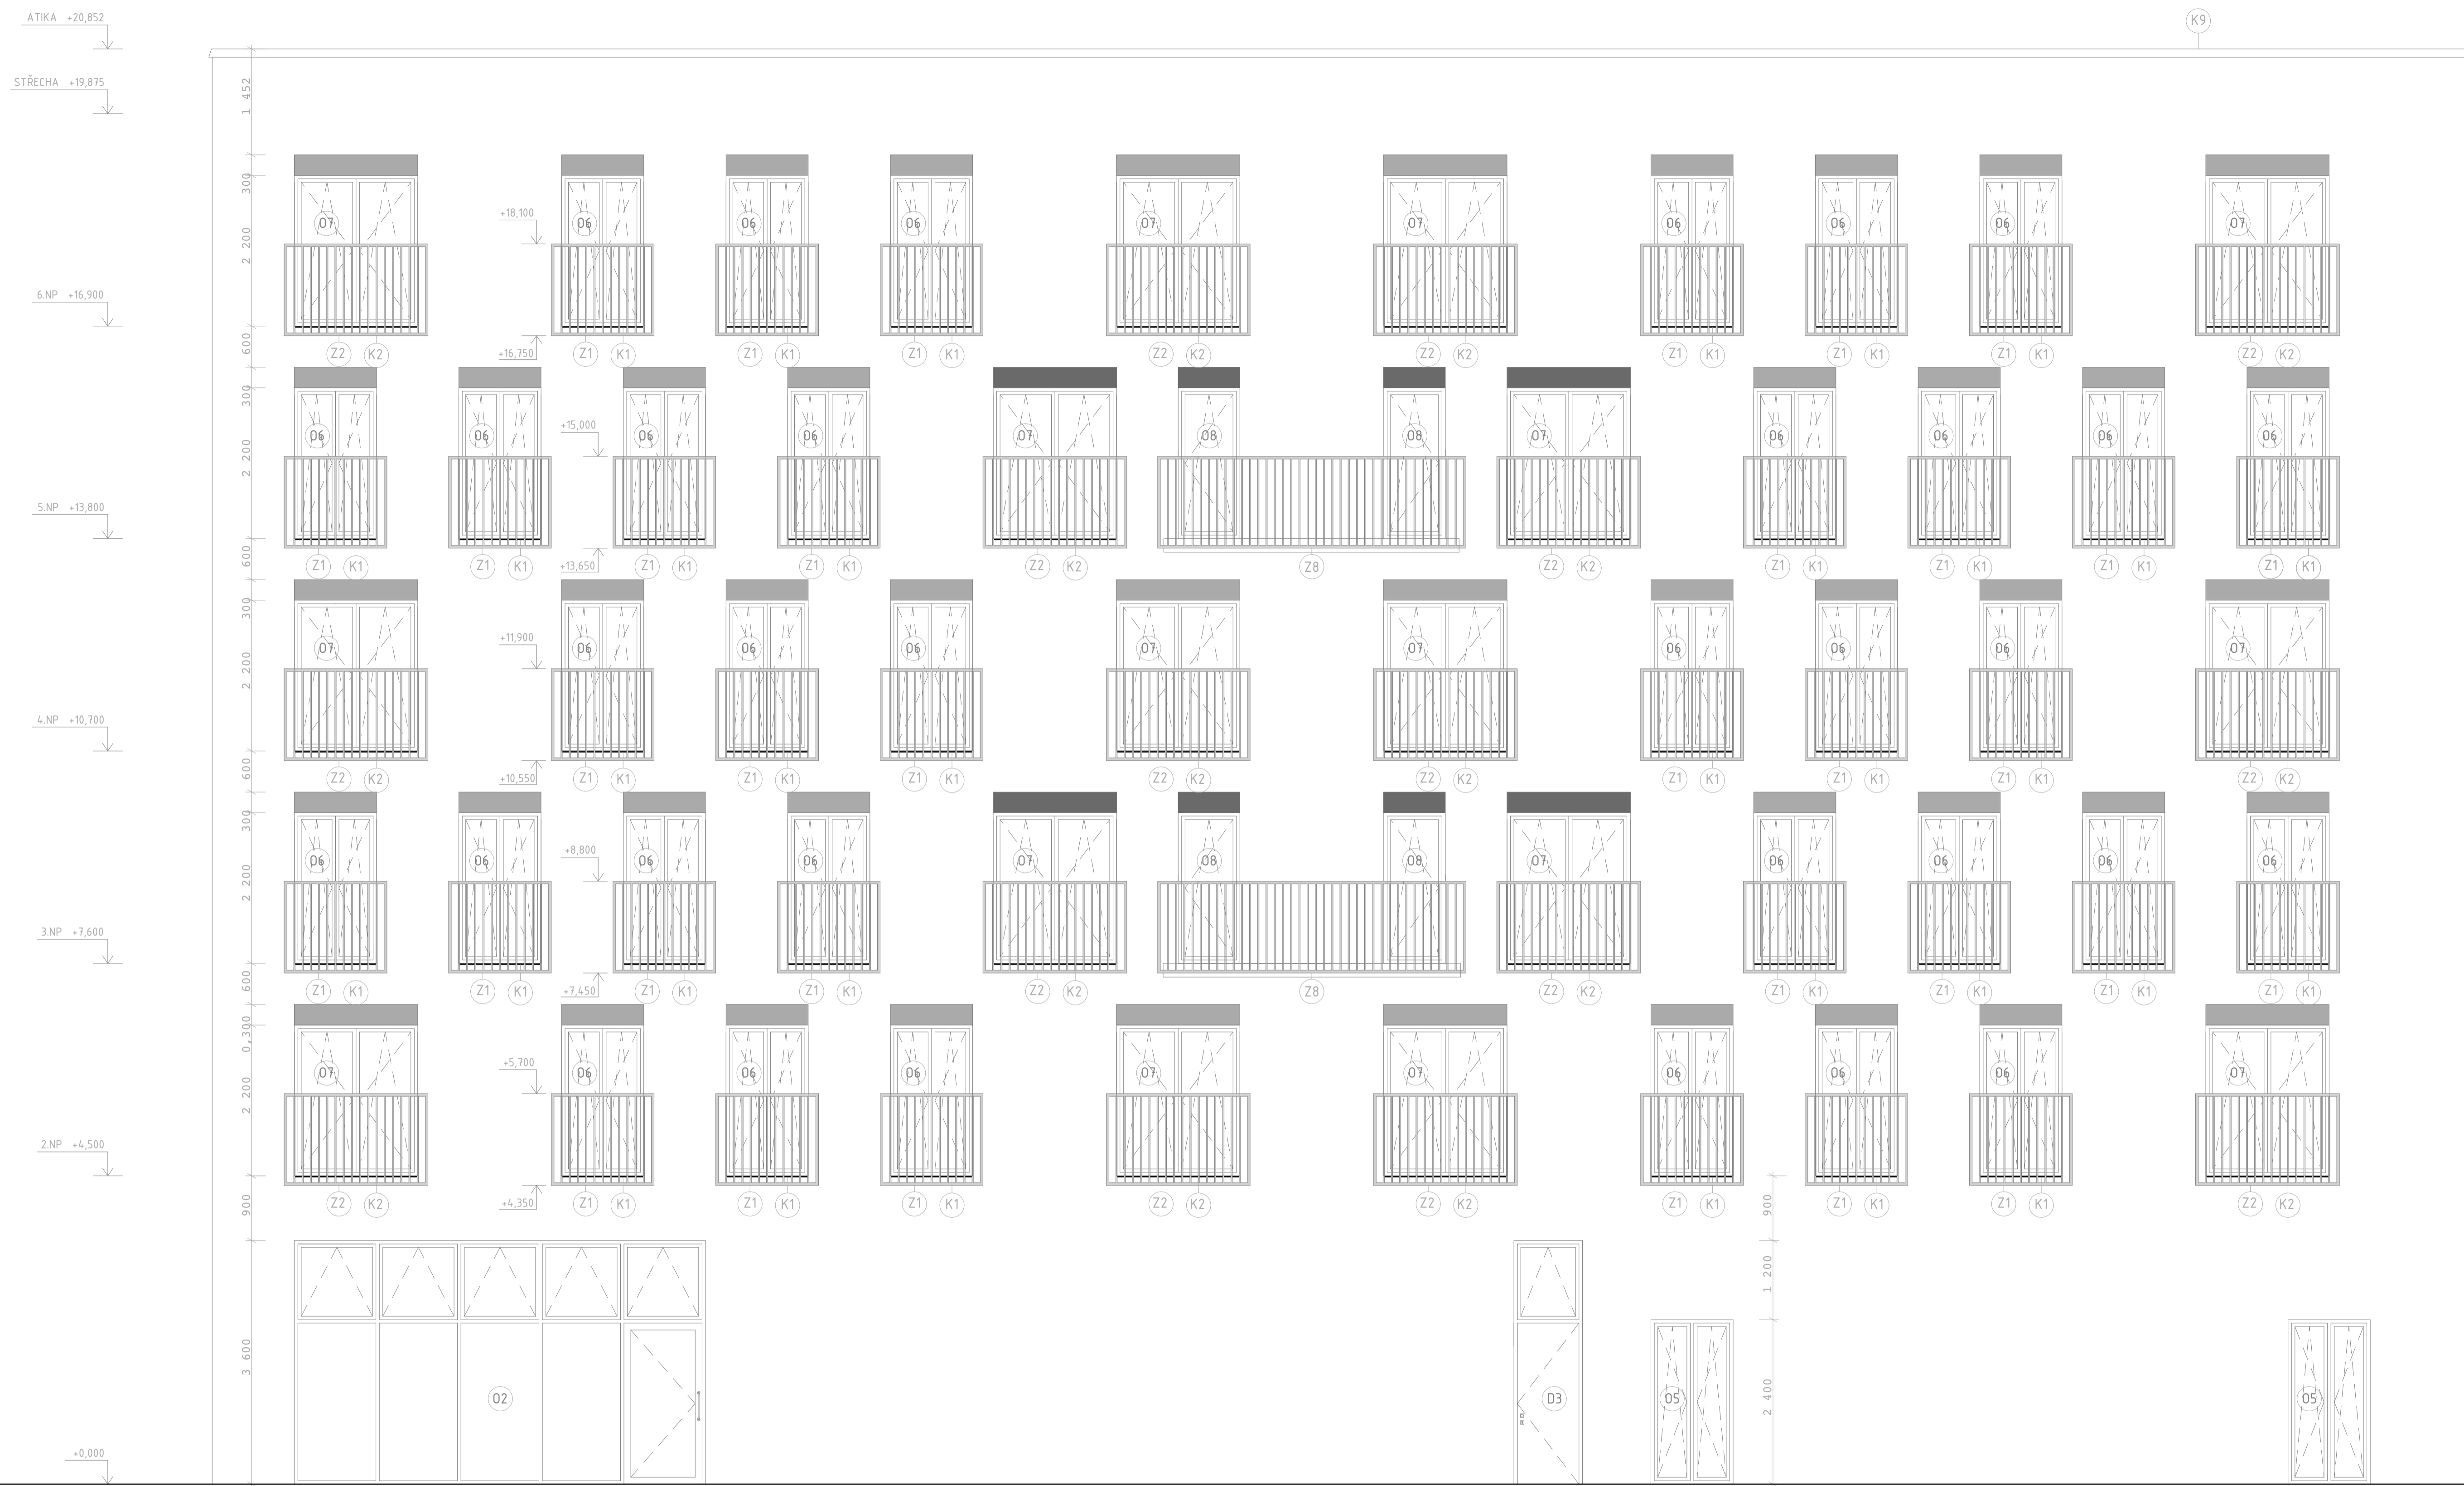 ATIKA +20,852
K9
STŘECHA +19,875
1 452
300
O7 O6 O6 O6 O7 O7 O6 O6 O6 O7
+18,100
2 200
6.NP +16,900
600
+16,750
Z2 K2 Z1 K1 Z1 K1 Z1 K1 Z2 K2 Z2 K2 Z1 K1 Z1 K1 Z1 K1 Z2 K2
300
+15,000
O6 O6 O6 O6 O7 O8 O8 O7 O6 O6 O6 O6
2 200
5.NP +13,800
600
+13,650
Z1 K1 Z1 K1 Z1 K1 Z1 K1 Z2 K2 Z8 Z2 K2 Z1 K1 Z1 K1 Z1 K1 Z1 K1
300
+11,900
O7 O6 O6 O6 O7 O7 O6 O6 O6 O7
2 200
4.NP +10,700
600
+10,550
Z2 K2 Z1 K1 Z1 K1 Z1 K1 Z2 K2 Z2 K2 Z1 K1 Z1 K1 Z1 K1 Z2 K2
300
+8,800
O6 O6 O6 O6 O7 O8 O8 O7 O6 O6 O6 O6
2 200
3.NP +7,600
600
+7,450
Z1 K1 Z1 K1 Z1 K1 Z1 K1 Z2 K2 Z8 Z2 K2 Z1 K1 Z1 K1 Z1 K1 Z1 K1
0,300
+5,700
O7 O6 O6 O6 O7 O7 O6 O6 O6 O7
2 200
2.NP +4,500
900
+4,350
Z2 K2 Z1 K1 Z1 K1 Z1 K1 Z2 K2 Z2 K2 Z1 K1 Z1 K1 Z1 K1 Z2 K2
900
1 200
3 600
O2 D3 O5 2 400 O5
+0,000